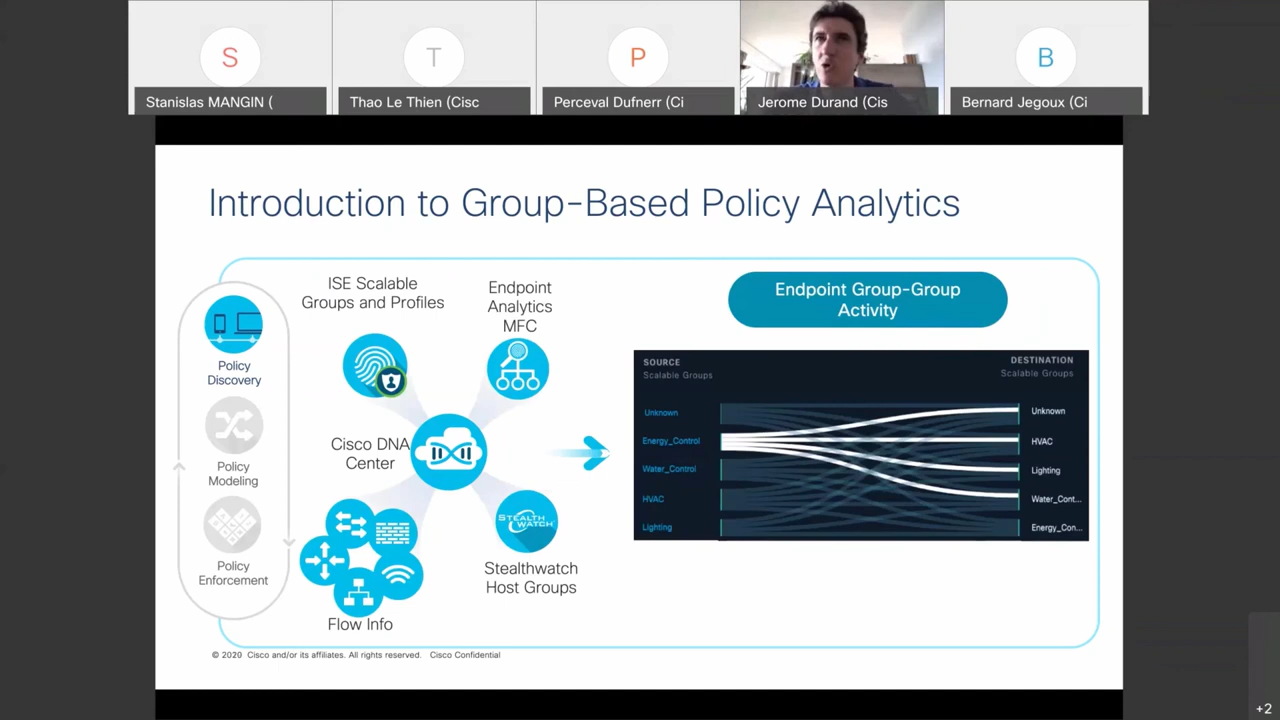 S
T
P
B
Stanislas MANGIN (
Thao Le Thien (Cisc
Perceval Dufnerr (Ci
Jerome Durand (Cis
Bernard Jegoux (Ci
Introduction to Group-Based Policy Analytics
Policy
Discovery
Policy
Modeling
Policy
Enforcement
ISE Scalable
Groups and Profiles
Endpoint
Analytics
MFC
Cisco DNA
Center
STEALTH
WATCH
Stealthwatch
Host Groups
Flow Info
Endpoint Group-Group
Activity
SOURCE
Scalable Groups
DESTINATION
Scalable Groups
Unknown
Energy_Control
Water_Control
HVAC
Lighting
Unknown
HVAC
Lighting
Water_Cont...
Energy_Con...
© 2020 Cisco and/or its affiliates. All rights reserved. Cisco Confidential
+2